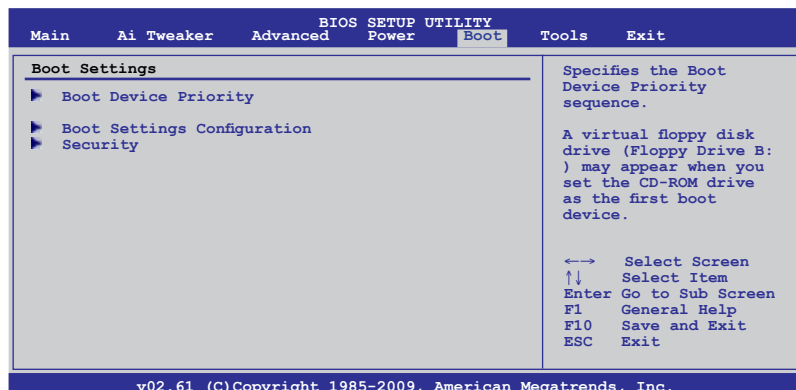 BIOS SETUP UTILITY
Main Ai Tweaker Advanced Power Boot Tools Exit
Boot Settings
Boot Device Priority
Boot Settings Configuration
Security
Specifies the Boot
Device Priority
sequence.
A virtual floppy disk
drive (Floppy Drive B:
) may appear when you
set the CD-ROM drive
as the first boot
device.
←→ Select Screen
↑↓ Select Item
Enter Go to Sub Screen
F1 General Help
F10 Save and Exit
ESC Exit
v02.61 (C)Copyright 1985-2009, American Megatrends, Inc.